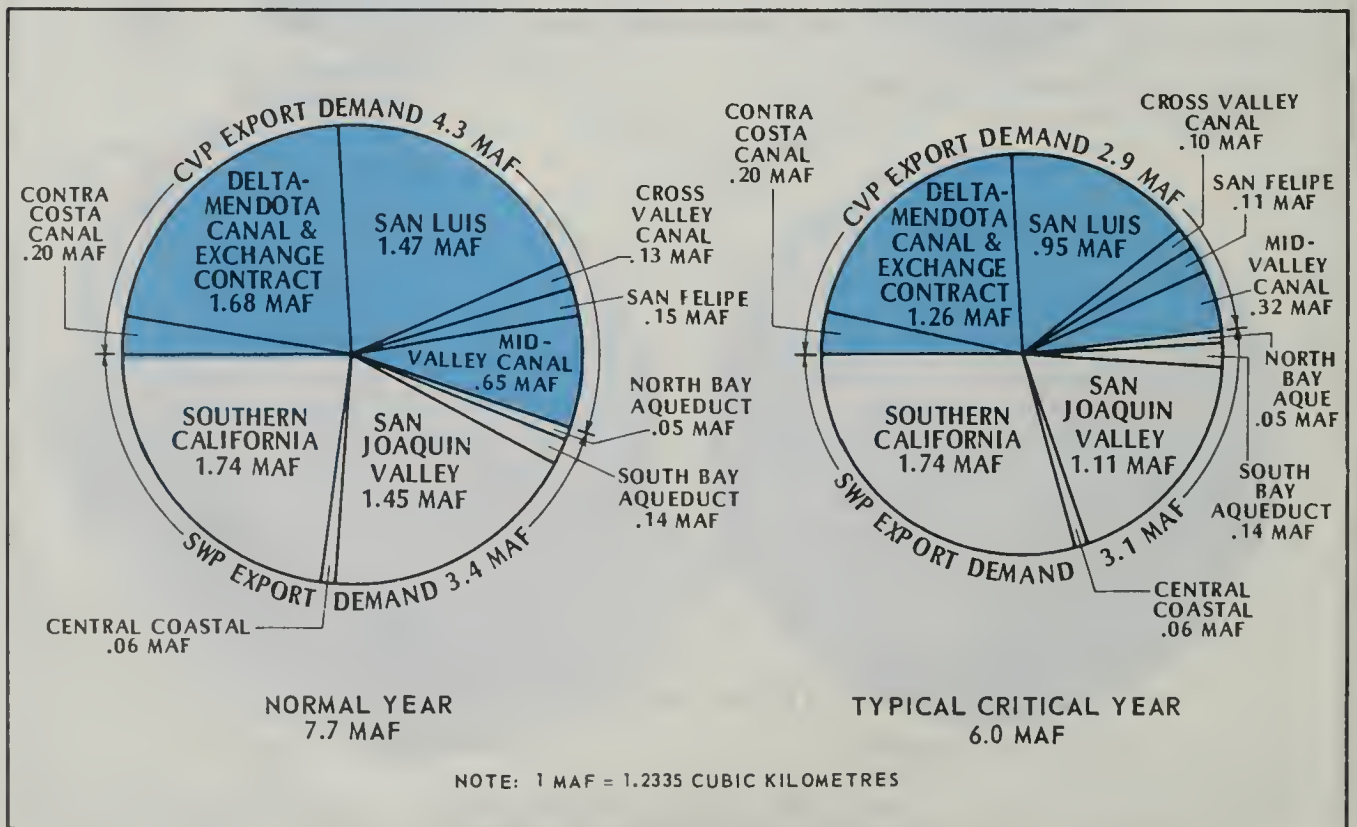 CVP EXPORT DEMAND 4.3 MAF
CONTRA
COSTA
CANAL
.20 MAF
DELTA-
MENDOTA
CANAL &
EXCHANGE
CONTRACT
1.68 MAF
SAN LUIS
1.47 MAF
CROSS
VALLEY
CANAL
.13 MAF
SAN FELIPE
.15 MAF
MID-
VALLEY CANAL
.65 MAF
NORTH BAY
AQUEDUCT
.05 MAF
SOUTH BAY
AQUEDUCT
.14 MAF
SAN
JOAQUIN
VALLEY
1.45 MAF
SOUTHERN
CALIFORNIA
1.74 MAF
CENTRAL COASTAL
.06 MAF
SWP EXPORT DEMAND 3.4 MAF
NORMAL YEAR
7.7 MAF
CVP EXPORT DEMAND 2.9 MAF
CONTRA
COSTA
CANAL
.20 MAF
DELTA-
MENDOTA
CANAL &
EXCHANGE
CONTRACT
1.26 MAF
SAN LUIS
.95 MAF
CROSS VALLEY
CANAL
.10 MAF
SAN FELIPE
.11 MAF
MID-
VALLEY
CANAL
.32 MAF
NORTH
BAY
AQUE
.05 MAF
SOUTH
BAY
AQUEDUCT
.14 MAF
SAN
JOAQUIN
VALLEY
1.11 MAF
SOUTHERN
CALIFORNIA
1.74 MAF
CENTRAL
COASTAL
.06 MAF
SWP EXPORT DEMAND 3.1 MAF
TYPICAL CRITICAL YEAR
6.0 MAF
NOTE: 1 MAF = 1.2335 CUBIC KILOMETRES